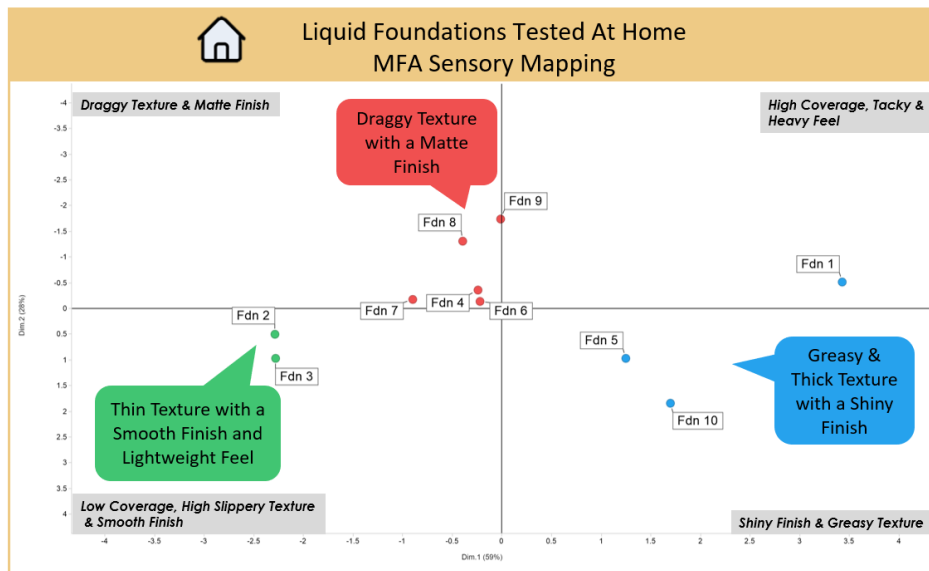 Liquid Foundations Tested At Home
MFA Sensory Mapping
Draggy Texture & Matte Finish
High Coverage, Tacky &
Heavy Feel
Draggy Texture
with a Matte
Finish
-4
-3.5
-3
-2.5
-2
-1.5
-1
-0.5
0
0.5
1
1.5
2
2.5
3
3.5
4
Dim.2 (28%)
Fdn 9
Fdn 8
Fdn 1
Fdn 7
Fdn 4
Fdn 6
Fdn 2
Fdn 3
Fdn 5
Fdn 10
Greasy &
Thick Texture
with a Shiny
Finish
Thin Texture with a
Smooth Finish and
Lightweight Feel
Low Coverage, High Slippery Texture
& Smooth Finish
Shiny Finish & Greasy Texture
-4
-3.5
-3
-2.5
-2
-1.5
-1
-0.5
0
0.5
1
1.5
2
2.5
3
3.5
4
Dim.1 (59%)